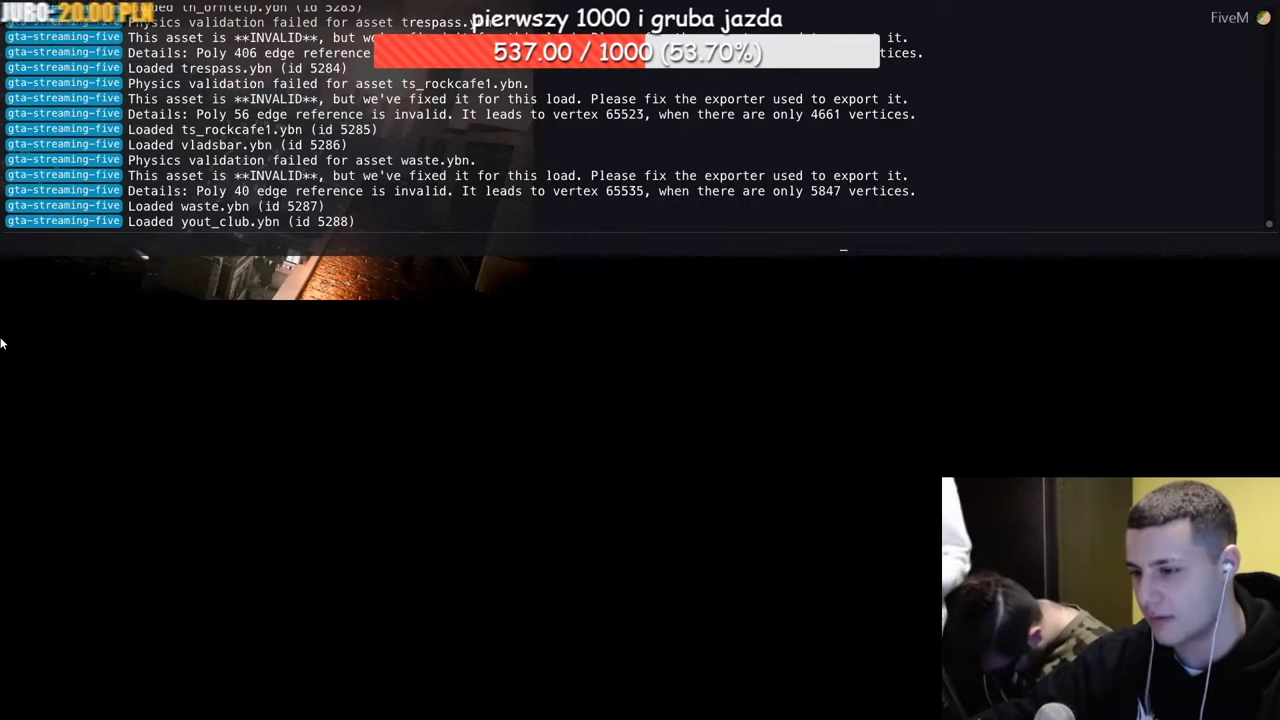 JURO: 20.00 PLN
pierwszy 1000 i gruba jazda
537.00 / 1000 (53.70%)
FiveM
gta-streaming-five Physics validation failed for asset trespass.
gta-streaming-five This asset is **INVALID**, but we it.
gta-streaming-five Details: Poly 406 edge reference
gta-streaming-five Loaded trespass.ybn (id 5284)
gta-streaming-five Physics validation failed for asset ts_rockcafe1.ybn.
gta-streaming-five This asset is **INVALID**, but we've fixed it for this load. Please fix the exporter used to export it.
gta-streaming-five Details: Poly 56 edge reference is invalid. It leads to vertex 65523, when there are only 4661 vertices.
gta-streaming-five Loaded ts_rockcafe1.ybn (id 5285)
gta-streaming-five Loaded vladsbar.ybn (id 5286)
gta-streaming-five Physics validation failed for asset waste.ybn.
gta-streaming-five This asset is **INVALID**, but we've fixed it for this load. Please fix the exporter used to export it.
gta-streaming-five Details: Poly 40 edge reference is invalid. It leads to vertex 65535, when there are only 5847 vertices.
gta-streaming-five Loaded waste.ybn (id 5287)
gta-streaming-five Loaded yout_club.ybn (id 5288)